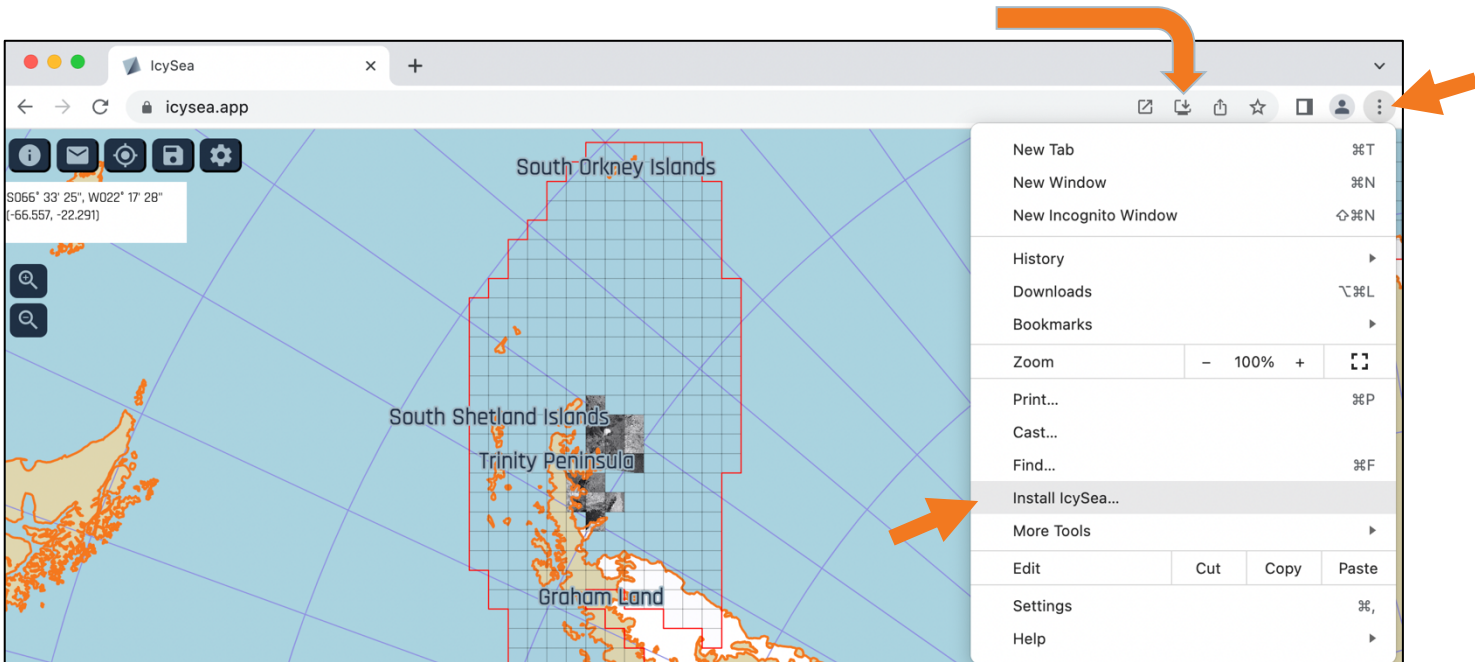 IcySea
icysea.app
S066° 33' 25", W022° 17' 28"
(-66.557, -22.291)
South Orkney Islands
South Shetland Islands
Trinity Peninsula
Graham Land
New Tab ⌘T
New Window ⌘N
New Incognito Window ⇧⌘N
History
Downloads ⌥⌘L
Bookmarks
Zoom − 100% +
Print... ⌘P
Cast...
Find... ⌘F
Install IcySea...
More Tools
Edit Cut Copy Paste
Settings ⌘,
Help